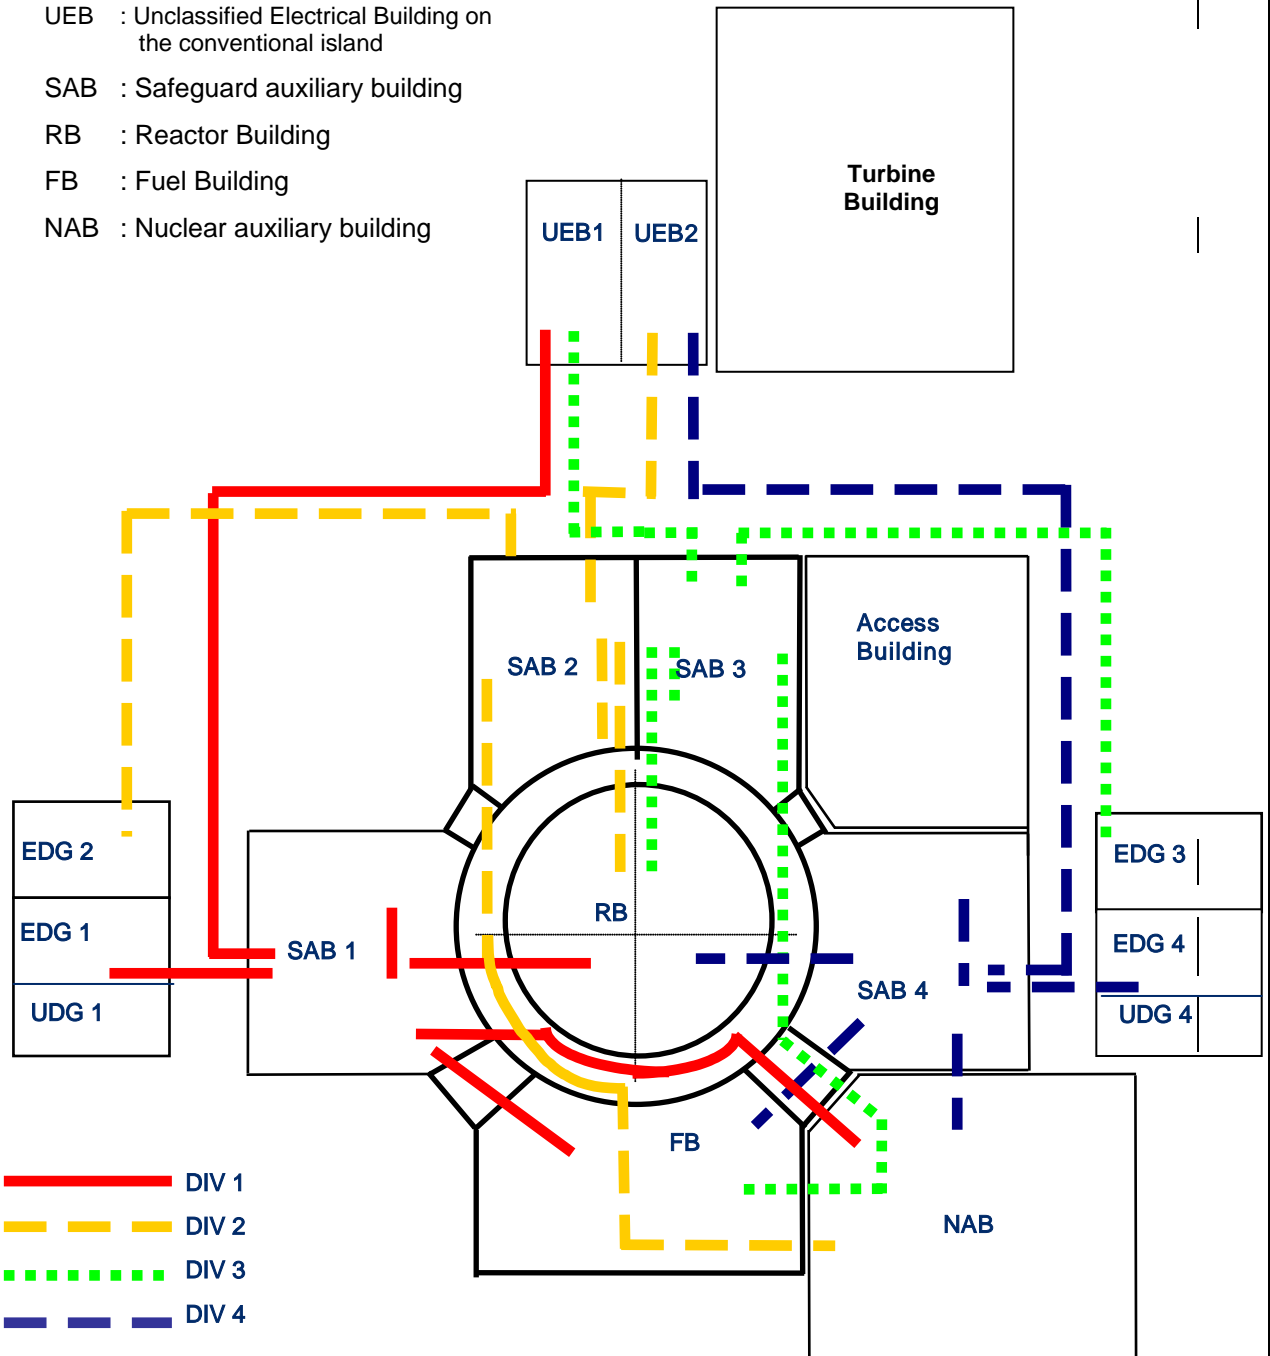 UEB : Unclassified Electrical Building on
the conventional island
SAB : Safeguard auxiliary building
RB : Reactor Building
FB : Fuel Building
NAB : Nuclear auxiliary building
Turbine
Building
UEB1
UEB2
Access
Building
SAB 2
SAB 3
EDG 2
EDG 3
RB
EDG 1
EDG 4
SAB 1
SAB 4
UDG 1
UDG 4
FB
NAB
DIV 1
DIV 2
DIV 3
DIV 4